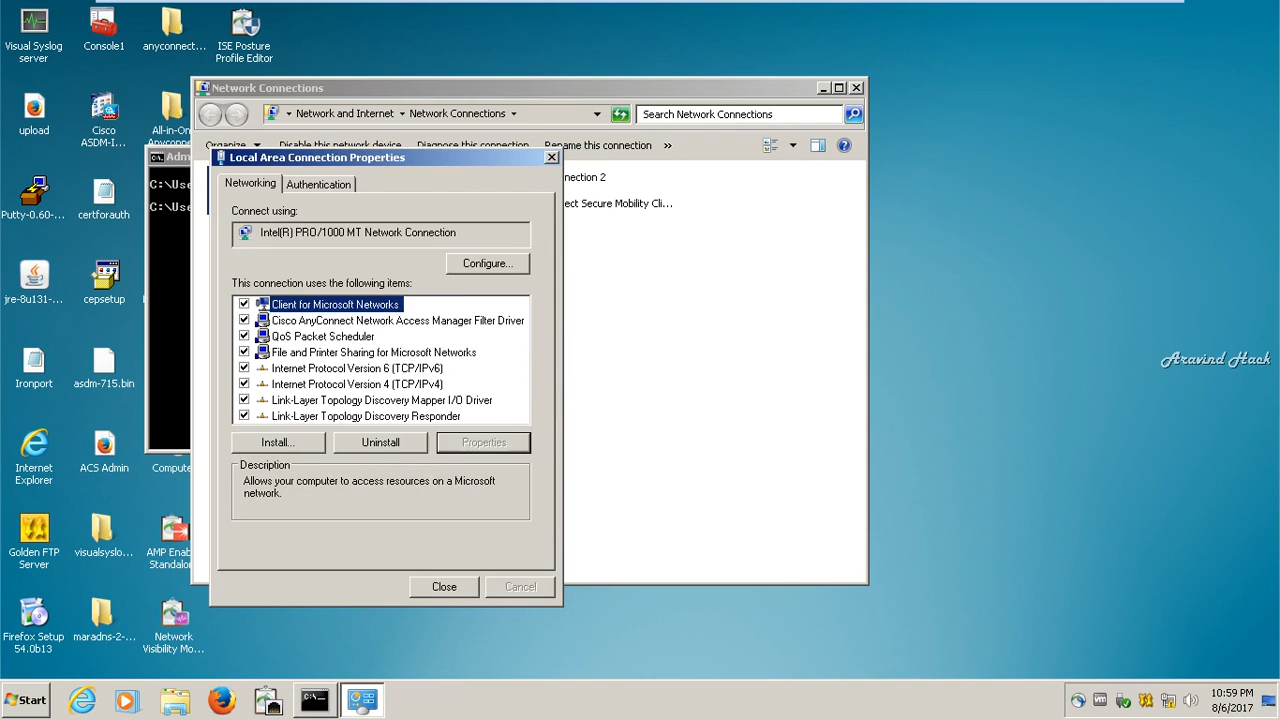 Visual Syslog
server
Console1
anyconnect...
ISE Posture
Profile Editor
upload
Cisco
ASDM-I...
All-in-On
Anyconn
Putty-0.60-...
certforauth
jre-8u131-...
cepsetup
Ironport
asdm-715.bin
Internet
Explorer
ACS Admin
Compute
Golden FTP
Server
visualsyslo...
AMP Enab
Standalo
Firefox Setup
54.0b13
maradns-2-...
Network
Visibility Mo...
Network Connections
Network and Internet
Network Connections
Search Network Connections
Organize
Disable this network device
Diagnose this connection
Rename this connection
»
nnection 2
ect Secure Mobility Cli...
Adm
C:\Use
C:\Use
C:\
Local Area Connection Properties
Networking
Authentication
Connect using:
Intel(R) PRO/1000 MT Network Connection
Configure...
This connection uses the following items:
Client for Microsoft Networks
Cisco AnyConnect Network Access Manager Filter Driver
QoS Packet Scheduler
File and Printer Sharing for Microsoft Networks
Internet Protocol Version 6 (TCP/IPv6)
Internet Protocol Version 4 (TCP/IPv4)
Link-Layer Topology Discovery Mapper I/O Driver
Link-Layer Topology Discovery Responder
Install...
Uninstall
Properties
Description
Allows your computer to access resources on a Microsoft
network.
Close
Cancel
Aravind Hack
Start
10:59 PM
8/6/2017